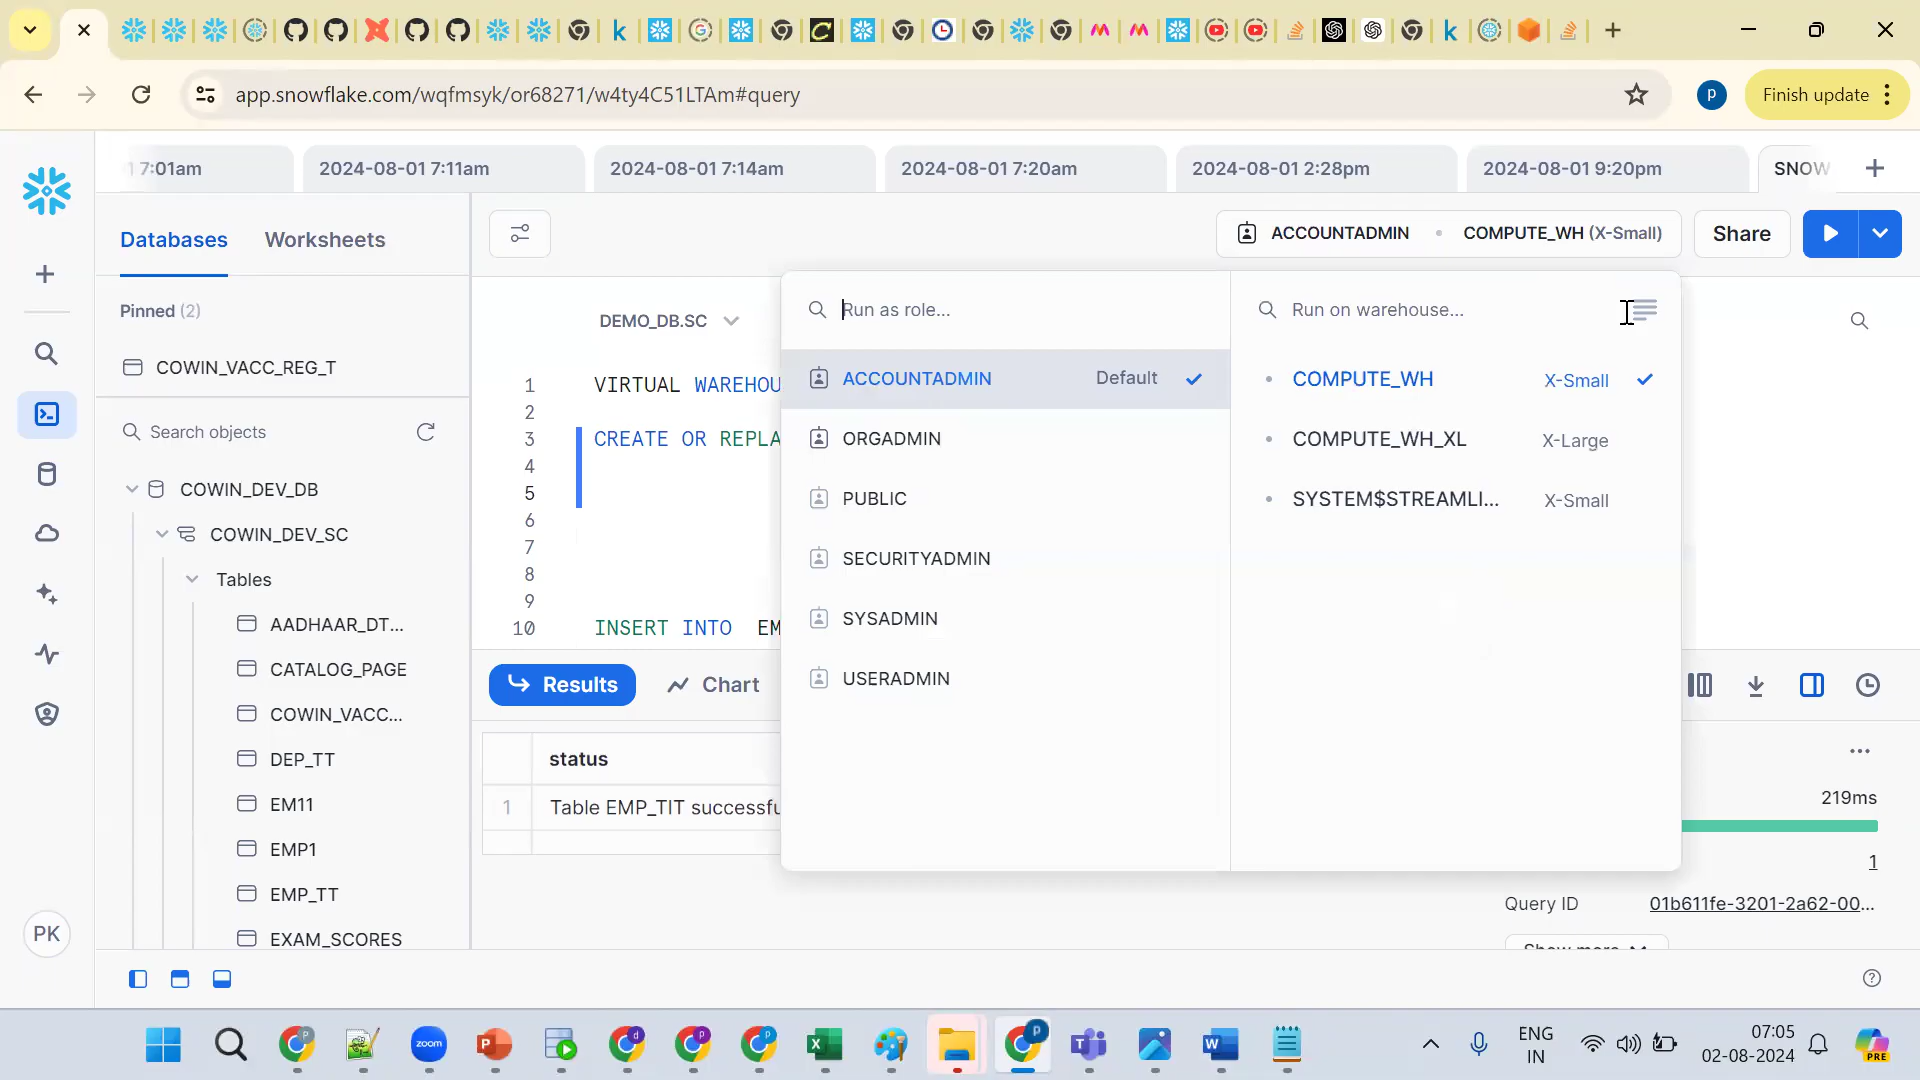 app.snowflake.com/wqfmsyk/or68271/w4ty4C51LTAm#query
p
Finish update
7:01am
2024-08-01 7:11am
2024-08-01 7:14am
2024-08-01 7:20am
2024-08-01 2:28pm
2024-08-01 9:20pm
SNOW
Databases
Worksheets
ACCOUNTADMIN
COMPUTE_WH (X-Small)
Share
Pinned (2)
COWIN_VACC_REG_T
Search objects
COWIN_DEV_DB
COWIN_DEV_SC
Tables
AADHAAR_DT...
CATALOG_PAGE
COWIN_VACC...
DEP_TT
EM11
EMP1
EMP_TT
EXAM_SCORES
PK
DEMO_DB.SC
1 VIRTUAL WAREHOU
2
3 CREATE OR REPLA
4
5
6
7
8
9
10 INSERT INTO EM
Run as role...
ACCOUNTADMIN Default
ORGADMIN
PUBLIC
SECURITYADMIN
SYSADMIN
USERADMIN
Run on warehouse...
COMPUTE_WH X-Small
COMPUTE_WH_XL X-Large
SYSTEM$STREAMLI... X-Small
Results
Chart
status
1 Table EMP_TIT successfu
219ms
1
Query ID 01b611fe-3201-2a62-00...
Show more
zoom
ENG
IN
07:05
02-08-2024
PRE